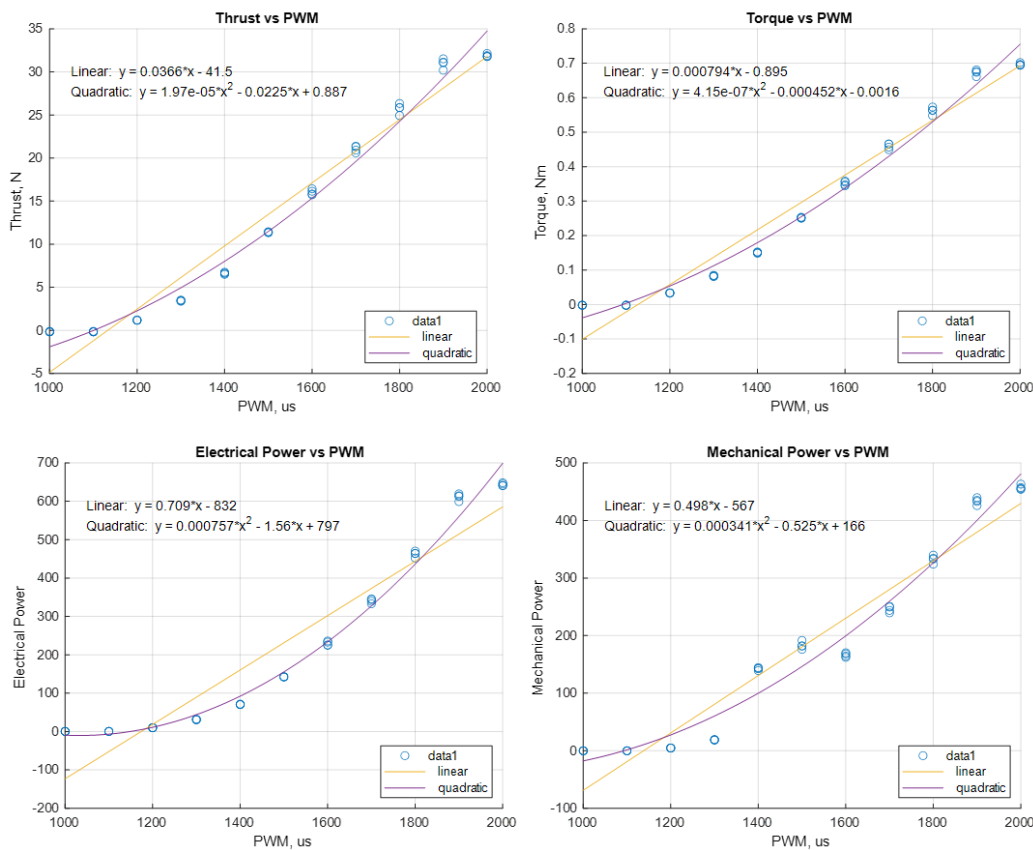 Thrust vs PWM
35
30
25
20
15
10
5
0
-5
Thrust, N
Linear: y = 0.0366*x - 41.5
Quadratic: y = 1.97e-05*x² - 0.0225*x + 0.887
data1
linear
quadratic
1000 1200 1400 1600 1800 2000
PWM, us
Torque vs PWM
0.8
0.7
0.6
0.5
0.4
0.3
0.2
0.1
0
-0.1
-0.2
Torque, Nm
Linear: y = 0.000794*x - 0.895
Quadratic: y = 4.15e-07*x² - 0.000452*x - 0.0016
data1
linear
quadratic
1000 1200 1400 1600 1800 2000
PWM, us
Electrical Power vs PWM
700
600
500
400
300
200
100
0
-100
-200
Electrical Power
Linear: y = 0.709*x - 832
Quadratic: y = 0.000757*x² - 1.56*x + 797
data1
linear
quadratic
1000 1200 1400 1600 1800 2000
PWM, us
Mechanical Power vs PWM
500
400
300
200
100
0
-100
Mechanical Power
Linear: y = 0.498*x - 567
Quadratic: y = 0.000341*x² - 0.525*x + 166
data1
linear
quadratic
1000 1200 1400 1600 1800 2000
PWM, us